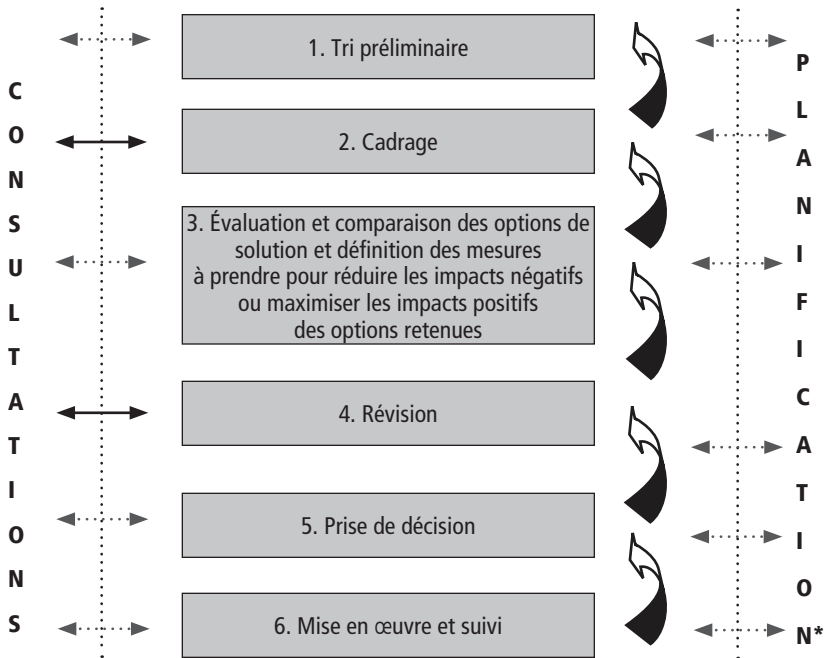 CONSULTATIONS
1. Tri préliminaire
2. Cadrage
3. Évaluation et comparaison des options de
solution et définition des mesures
à prendre pour réduire les impacts négatifs
ou maximiser les impacts positifs
des options retenues
4. Révision
5. Prise de décision
6. Mise en œuvre et suivi
PLANIFICATION*